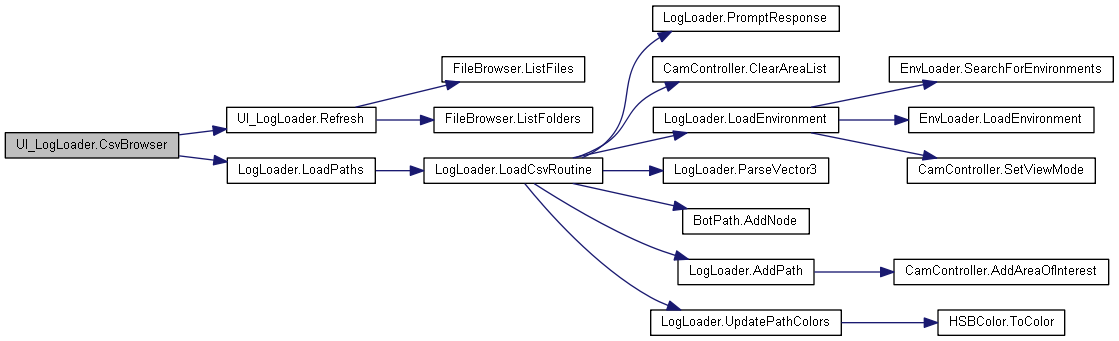 UI_LogLoader.CsvBrowser
UI_LogLoader.Refresh
LogLoader.LoadPaths
FileBrowser.ListFiles
FileBrowser.ListFolders
LogLoader.LoadCsvRoutine
LogLoader.PromptResponse
CamController.ClearAreaList
LogLoader.LoadEnvironment
LogLoader.ParseVector3
BotPath.AddNode
LogLoader.AddPath
LogLoader.UpdatePathColors
EnvLoader.SearchForEnvironments
EnvLoader.LoadEnvironment
CamController.SetViewMode
CamController.AddAreaOfInterest
HSBColor.ToColor